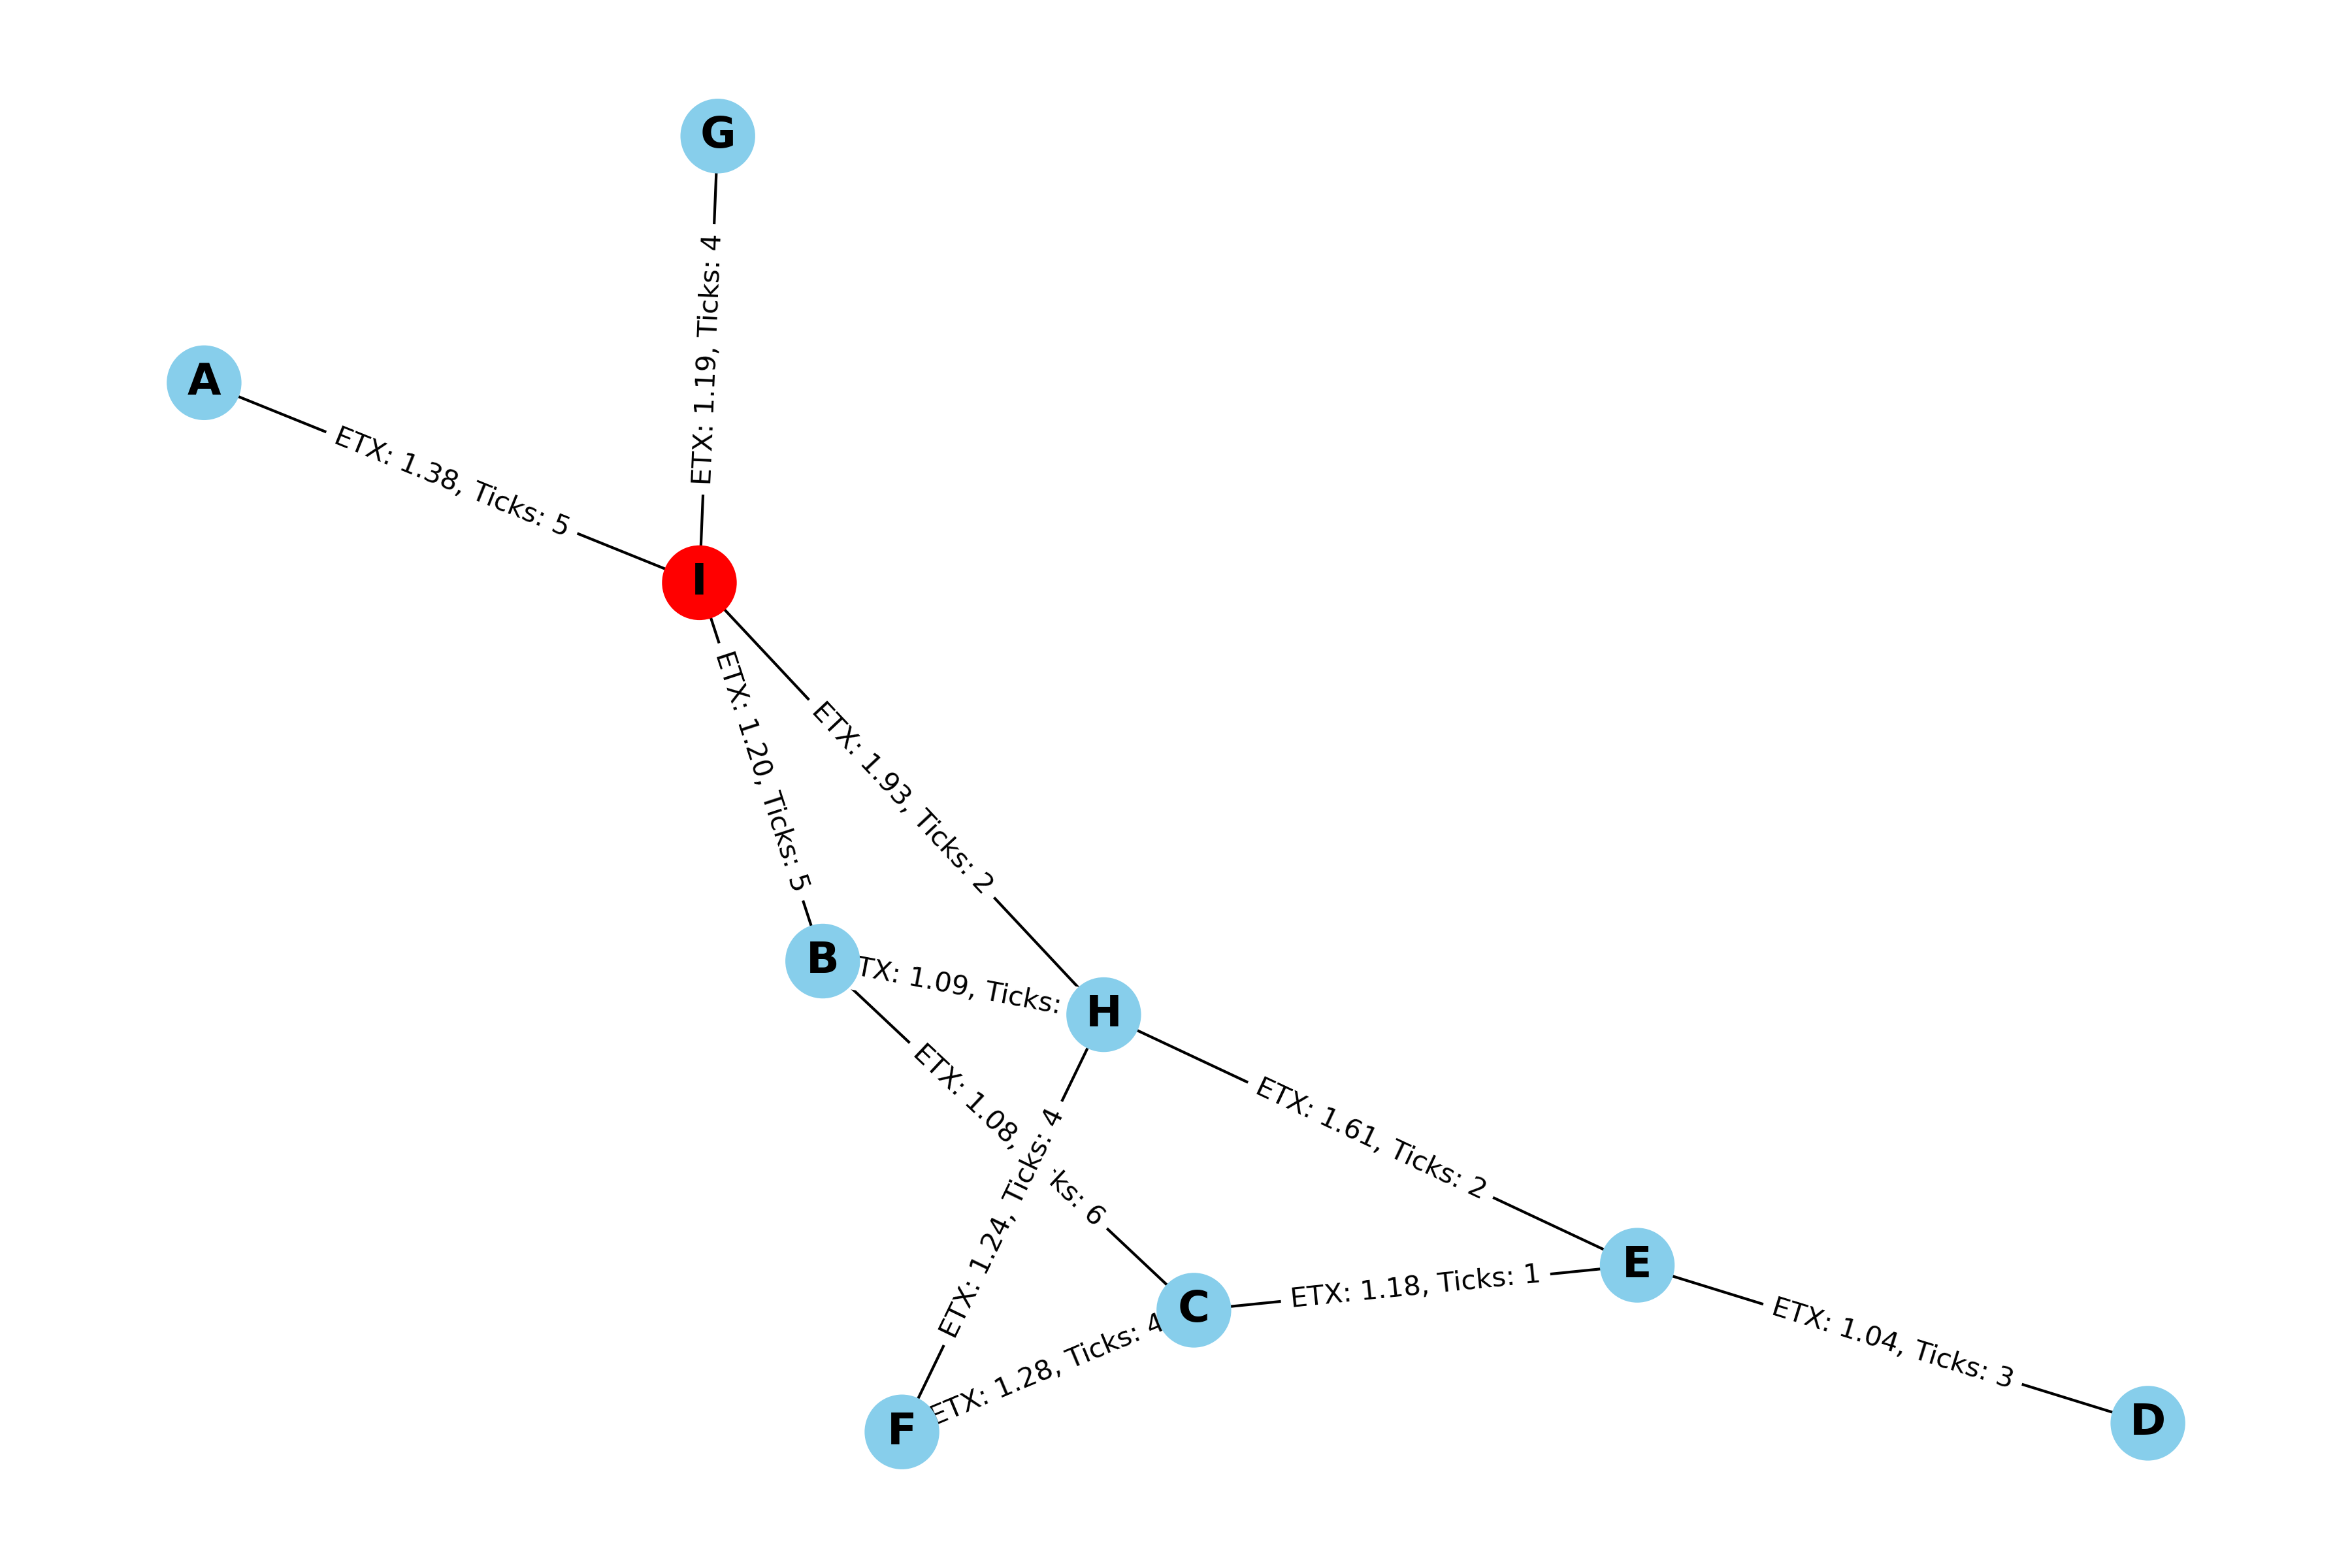 G
ETX: 1.19, Ticks: 4
A
ETX: 1.38, Ticks: 5
I
ETX: 1.20, Ticks: 5
ETX: 1.93, Ticks: 2
B
TX: 1.09, Ticks:
H
ETX: 1.08, ks: 6
ETX: 1.24, Ticks: 4
ETX: 1.61, Ticks: 2
E
ETX: 1.18, Ticks: 1
C
ETX: 1.28, Ticks: 4
ETX: 1.04, Ticks: 3
F
D